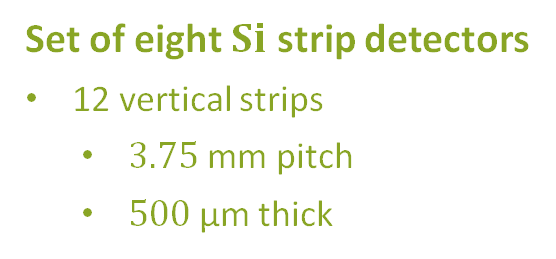 Set of eight Si strip detectors
• 12 vertical strips
• 3.75 mm pitch
• 500 μm thick